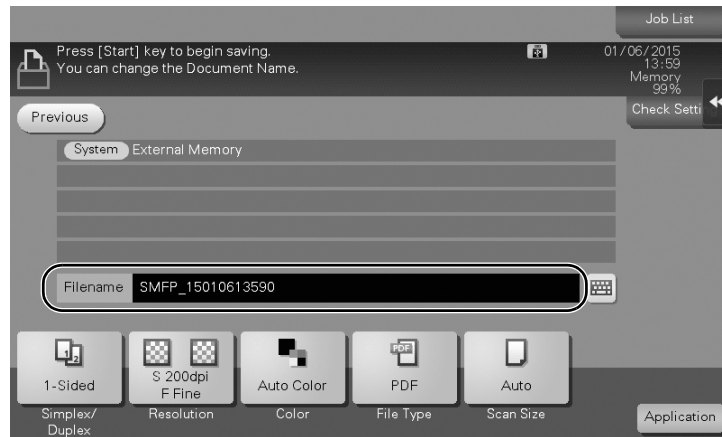 Job List
Press [Start] key to begin saving.
You can change the Document Name.
01/06/2015
13:59
Memory
99%
Previous
Check Setti
System External Memory
Filename SMFP_15010613590
1
2
PDF
1-Sided
S 200dpi
F Fine
Auto Color
PDF
Auto
Simplex/
Duplex
Resolution
Color
File Type
Scan Size
Application